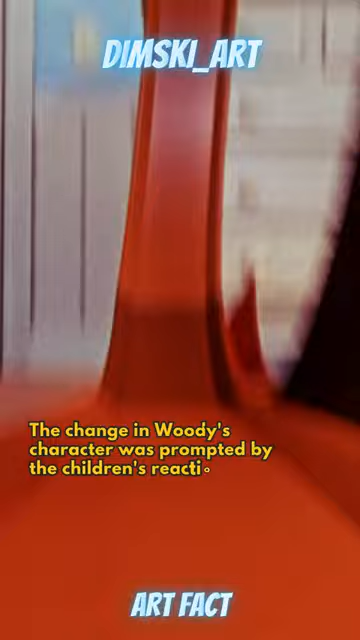 DIMSKI_ART
The change in Woody's
character was prompted by
the children's reacti
ART FACT